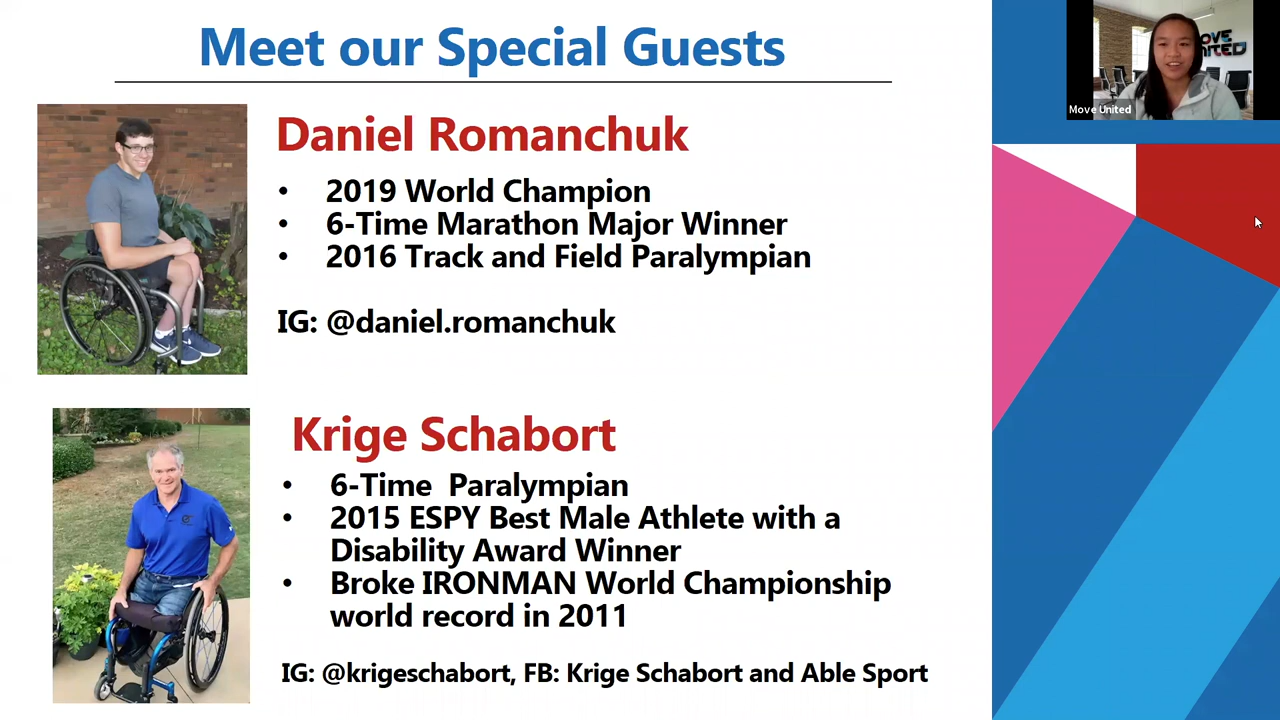 Meet our Special Guests
Daniel Romanchuk
• 2019 World Champion
• 6-Time Marathon Major Winner
• 2016 Track and Field Paralympian
IG: @daniel.romanchuk
Krige Schabort
• 6-Time Paralympian
• 2015 ESPY Best Male Athlete with a
Disability Award Winner
• Broke IRONMAN World Championship
world record in 2011
IG: @krigeschabort, FB: Krige Schabort and Able Sport
OVE
NITED
Move United